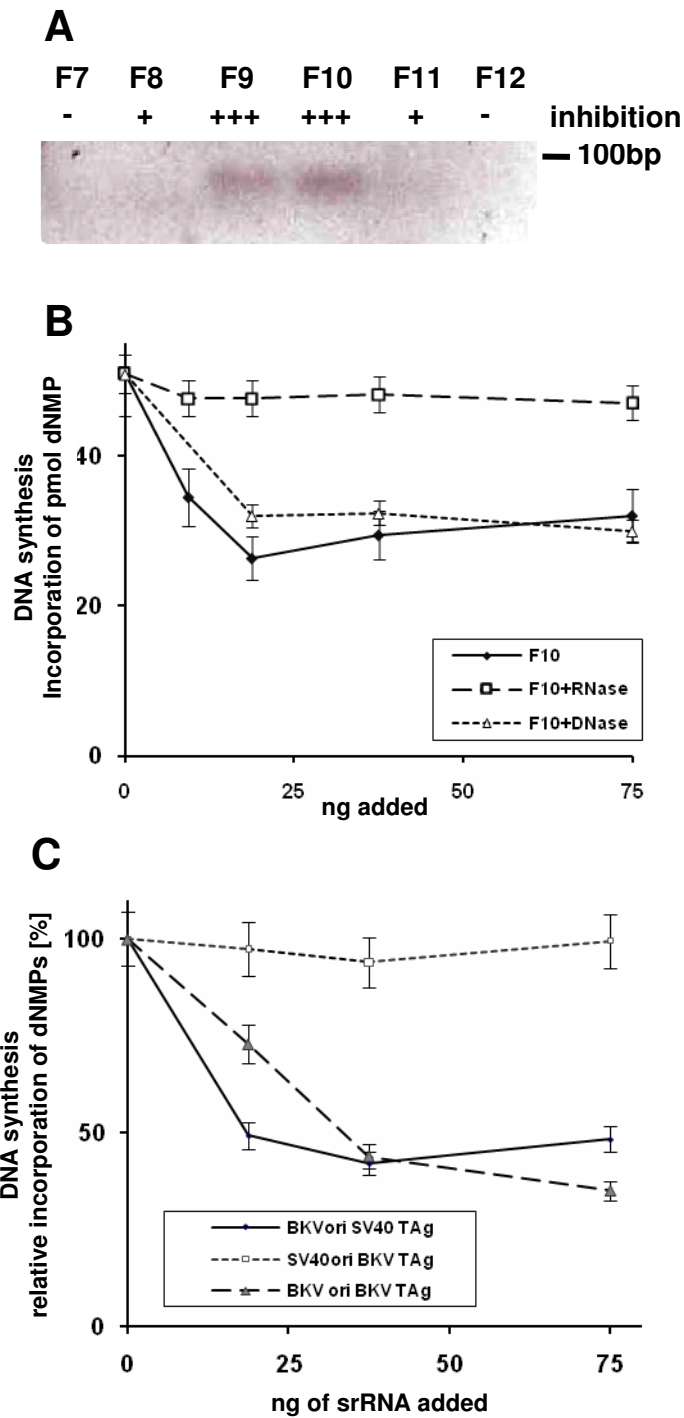 A
F7 F8 F9 F10 F11 F12
- + +++ +++ + - inhibition
100bp
B
DNA synthesis
Incorporation of pmol dNMP
40
20
0
0 25 50 75
ng added
F10
F10+RNase
F10+DNase
C
DNA synthesis
relative incorporation of dNMPs [%]
100
50
0
0 25 50 75
ng of srRNA added
BKVori SV40 TAg
SV40ori BKV TAg
BKV ori BKV TAg